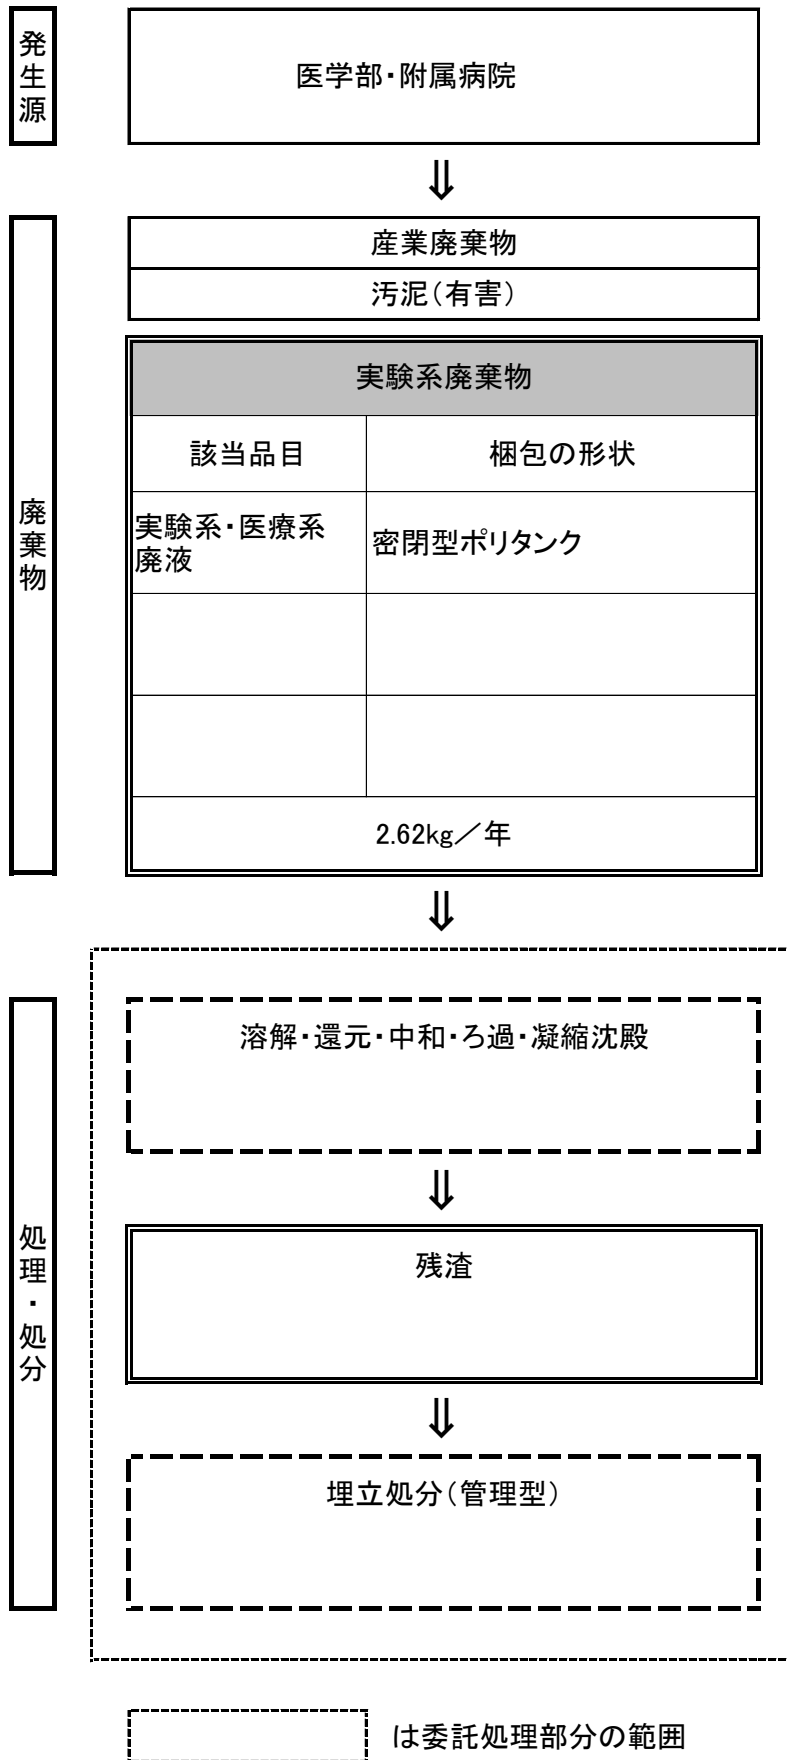 発生源
医学部・附属病院
⇓
廃棄物
産業廃棄物
汚泥（有害）
実験系廃棄物
該当品目 梱包の形状
実験系・医療系
廃液
密閉型ポリタンク
2.62kg／年
⇓
処理・処分
溶解・還元・中和・ろ過・凝縮沈殿
⇓
残渣
⇓
埋立処分（管理型）
は委託処理部分の範囲